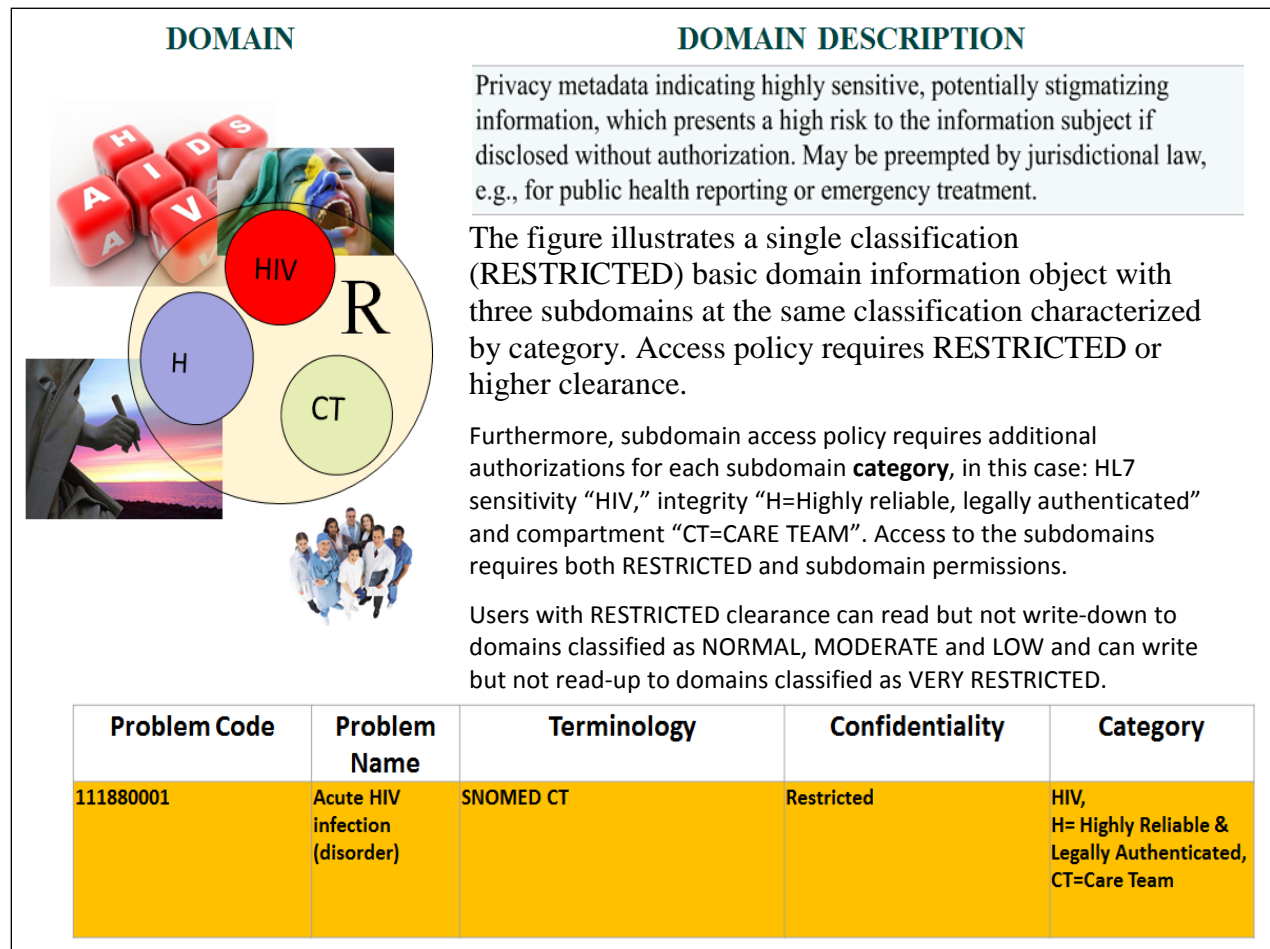 DOMAIN
DOMAIN DESCRIPTION
Privacy metadata indicating highly sensitive, potentially stigmatizing
information, which presents a high risk to the information subject if
disclosed without authorization. May be preempted by jurisdictional law,
e.g., for public health reporting or emergency treatment.
H
I
V
A
I
D
S
A
HIV
R
H
CT
The figure illustrates a single classification
(RESTRICTED) basic domain information object with
three subdomains at the same classification characterized
by category. Access policy requires RESTRICTED or
higher clearance.
Furthermore, subdomain access policy requires additional
authorizations for each subdomain category, in this case: HL7
sensitivity “HIV,” integrity “H=Highly reliable, legally authenticated”
and compartment “CT=CARE TEAM”. Access to the subdomains
requires both RESTRICTED and subdomain permissions.
Users with RESTRICTED clearance can read but not write-down to
domains classified as NORMAL, MODERATE and LOW and can write
but not read-up to domains classified as VERY RESTRICTED.
Problem Code
Problem
Name
Terminology
Confidentiality
Category
111880001
Acute HIV
infection
(disorder)
SNOMED CT
Restricted
HIV,
H= Highly Reliable &
Legally Authenticated,
CT=Care Team